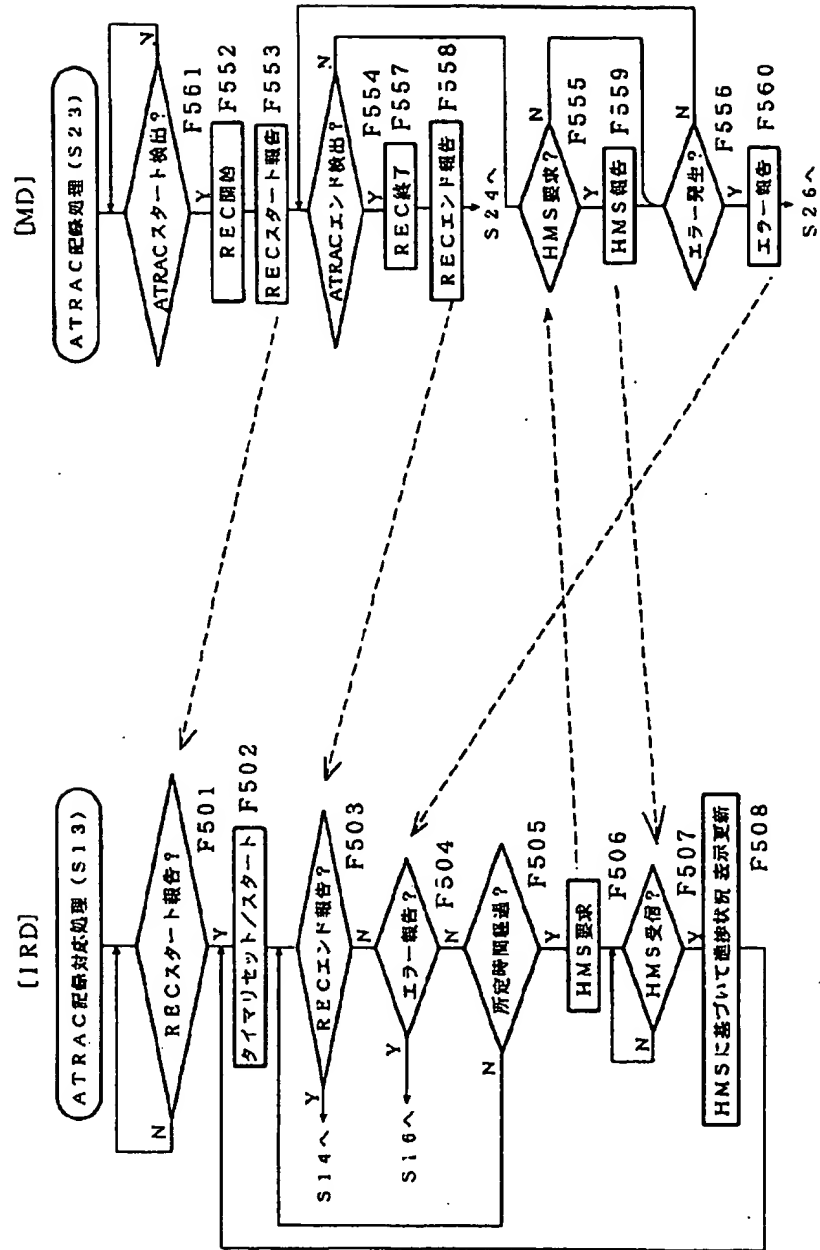 [IRD]
ATRAC記録対応処理(S13)
RECスタート報告?
N
F501
Y
タイマリセット/スタート
F502
RECエンド報告?
Y
S14へ
F503
N
エラー報告?
Y
S16へ
F504
N
所定時間経過?
N
F505
Y
HMS要求
F506
HMS受信?
N
F507
Y
HMSに基づいて進捗状況 表示更新
F508
[MD]
ATRAC記録処理(S23)
ATRACスタート検出?
N
F561
Y
REC開始
F552
RECスタート報告
F553
ATRACエンド検出?
N
F554
Y
REC終了
F557
RECエンド報告
F558
S24へ
HMS要求?
N
F555
Y
HMS報告
F559
エラー発生?
N
F556
Y
エラー報告
F560
S26へ